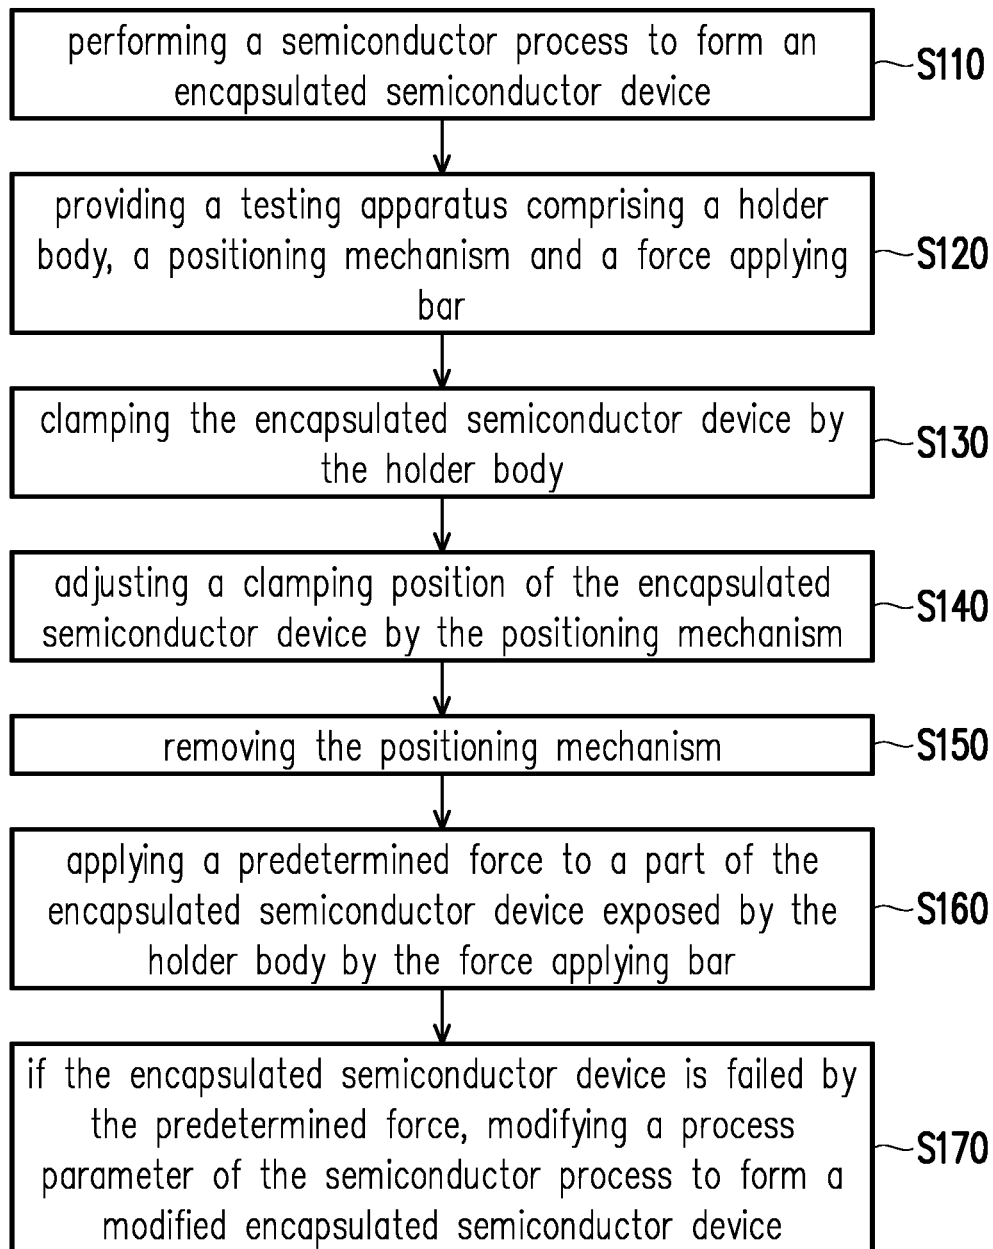 performing a semiconductor process to form an
encapsulated semiconductor device
S110
providing a testing apparatus comprising a holder
body, a positioning mechanism and a force applying
bar
S120
clamping the encapsulated semiconductor device by
the holder body
S130
adjusting a clamping position of the encapsulated
semiconductor device by the positioning mechanism
S140
removing the positioning mechanism
S150
applying a predetermined force to a part of the
encapsulated semiconductor device exposed by the
holder body by the force applying bar
S160
if the encapsulated semiconductor device is failed by
the predetermined force, modifying a process
parameter of the semiconductor process to form a
modified encapsulated semiconductor device
S170